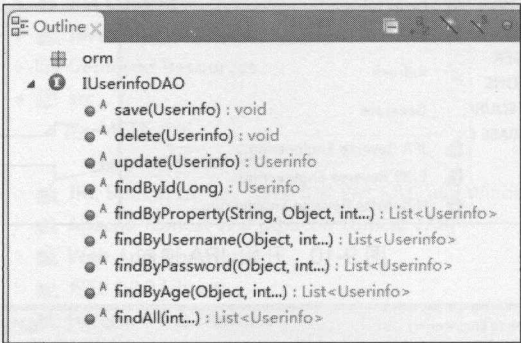 Outline
orm
IUserinfoDAO
save(Userinfo) : void
delete(Userinfo) : void
update(Userinfo) : Userinfo
findById(Long) : Userinfo
findByProperty(String, Object, int...) : List<Userinfo>
findByUsername(Object, int...) : List<Userinfo>
findByPassword(Object, int...) : List<Userinfo>
findByAge(Object, int...) : List<Userinfo>
findAll(int...) : List<Userinfo>